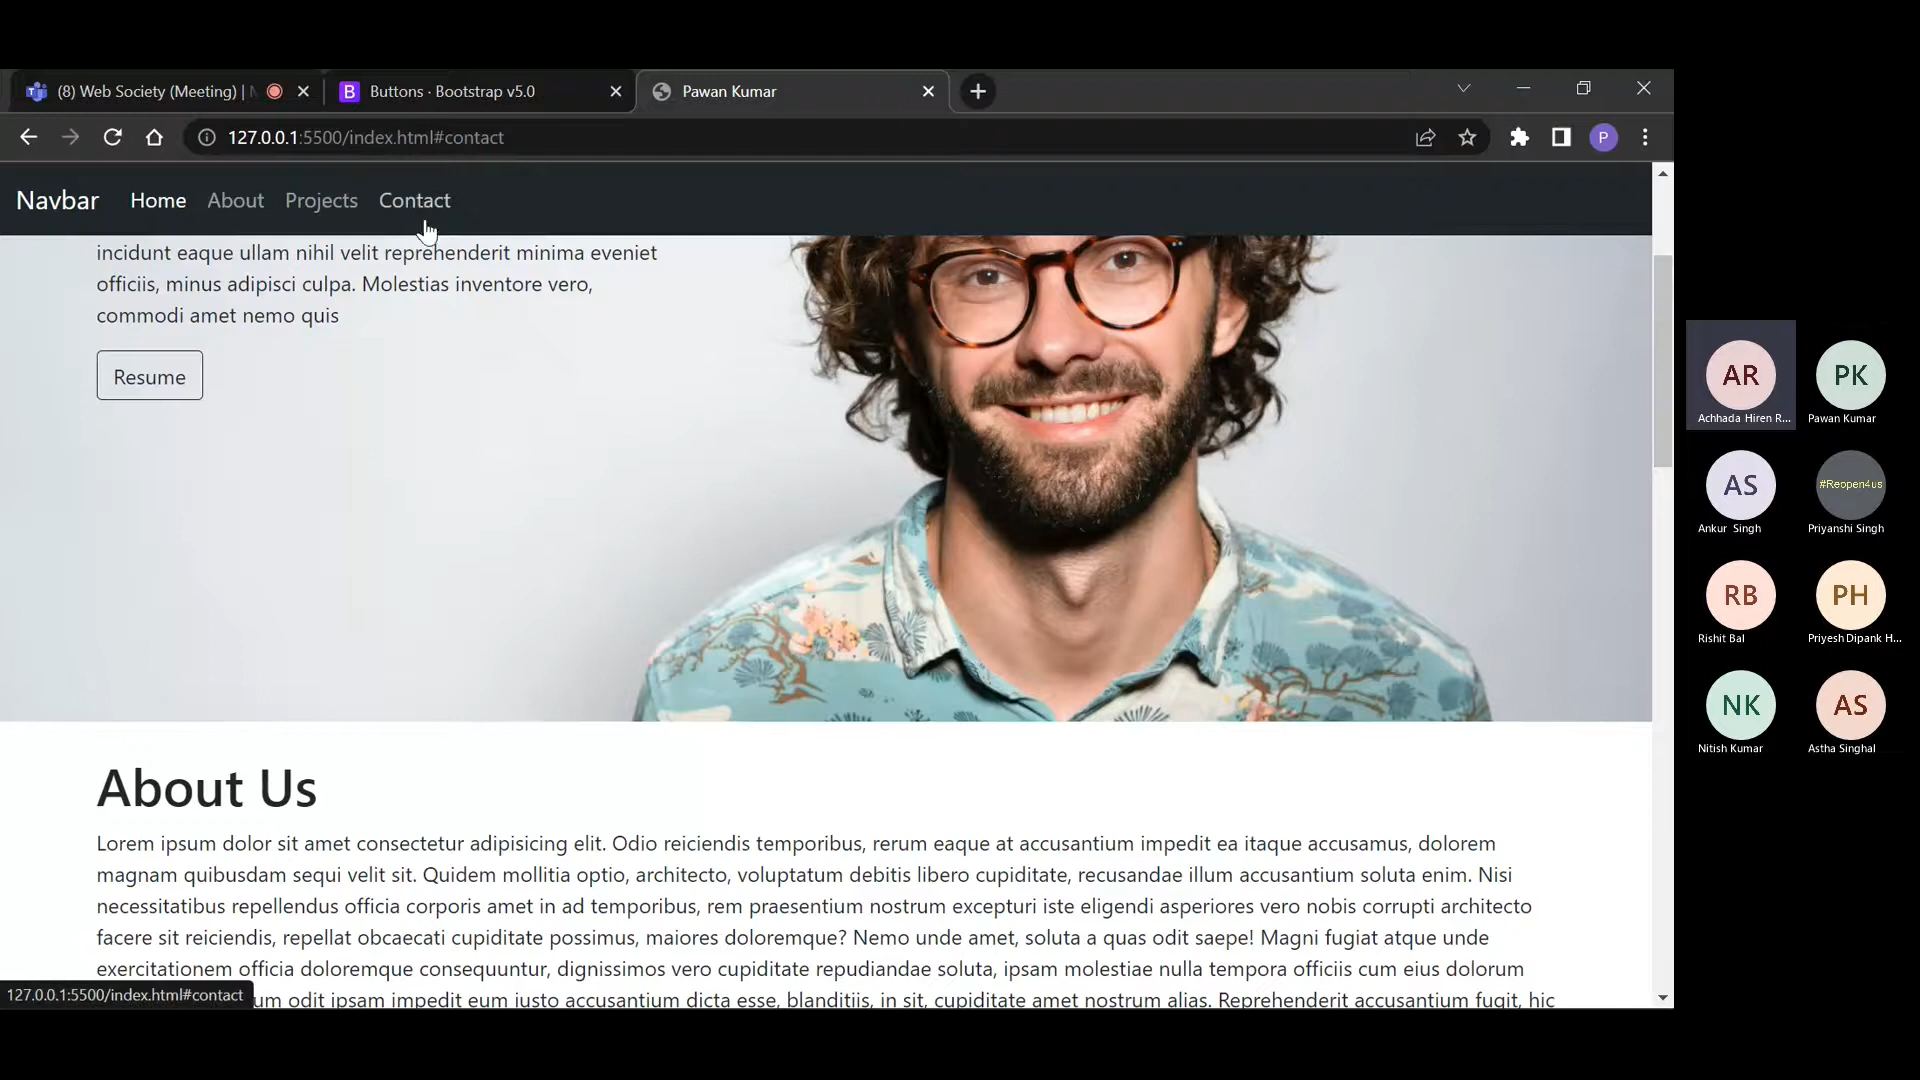 (8) Web Society (Meeting) |
Buttons · Bootstrap v5.0
Pawan Kumar
127.0.0.1:5500/index.html#contact
P
Navbar Home About Projects Contact
incidunt eaque ullam nihil velit reprehenderit minima eveniet
officiis, minus adipisci culpa. Molestias inventore vero,
commodi amet nemo quis
Resume
About Us
Lorem ipsum dolor sit amet consectetur adipisicing elit. Odio reiciendis temporibus, rerum eaque at accusantium impedit ea itaque accusamus, dolorem
magnam quibusdam sequi velit sit. Quidem mollitia optio, architecto, voluptatum debitis libero cupiditate, recusandae illum accusantium soluta enim. Nisi
necessitatibus repellendus officia corporis amet in ad temporibus, rem praesentium nostrum excepturi iste eligendi asperiores vero nobis corrupti architecto
facere sit reiciendis, repellat obcaecati cupiditate possimus, maiores doloremque? Nemo unde amet, soluta a quas odit saepe! Magni fugiat atque unde
exercitationem officia doloremque consequuntur, dignissimos vero cupiditate repudiandae soluta, ipsam molestiae nulla tempora officiis cum eius dolorum
um odit ipsam impedit eum iusto accusantium dicta esse, blanditiis, in sit, cupiditate amet nostrum alias. Reprehenderit accusantium fugit, hic
127.0.0.1:5500/index.html#contact
AR
Achhada Hiren R...
PK
Pawan Kumar
AS
Ankur Singh
#Reopen4us
Priyanshi Singh
RB
Rishit Bal
PH
Priyesh Dipank H...
NK
Nitish Kumar
AS
Astha Singhal